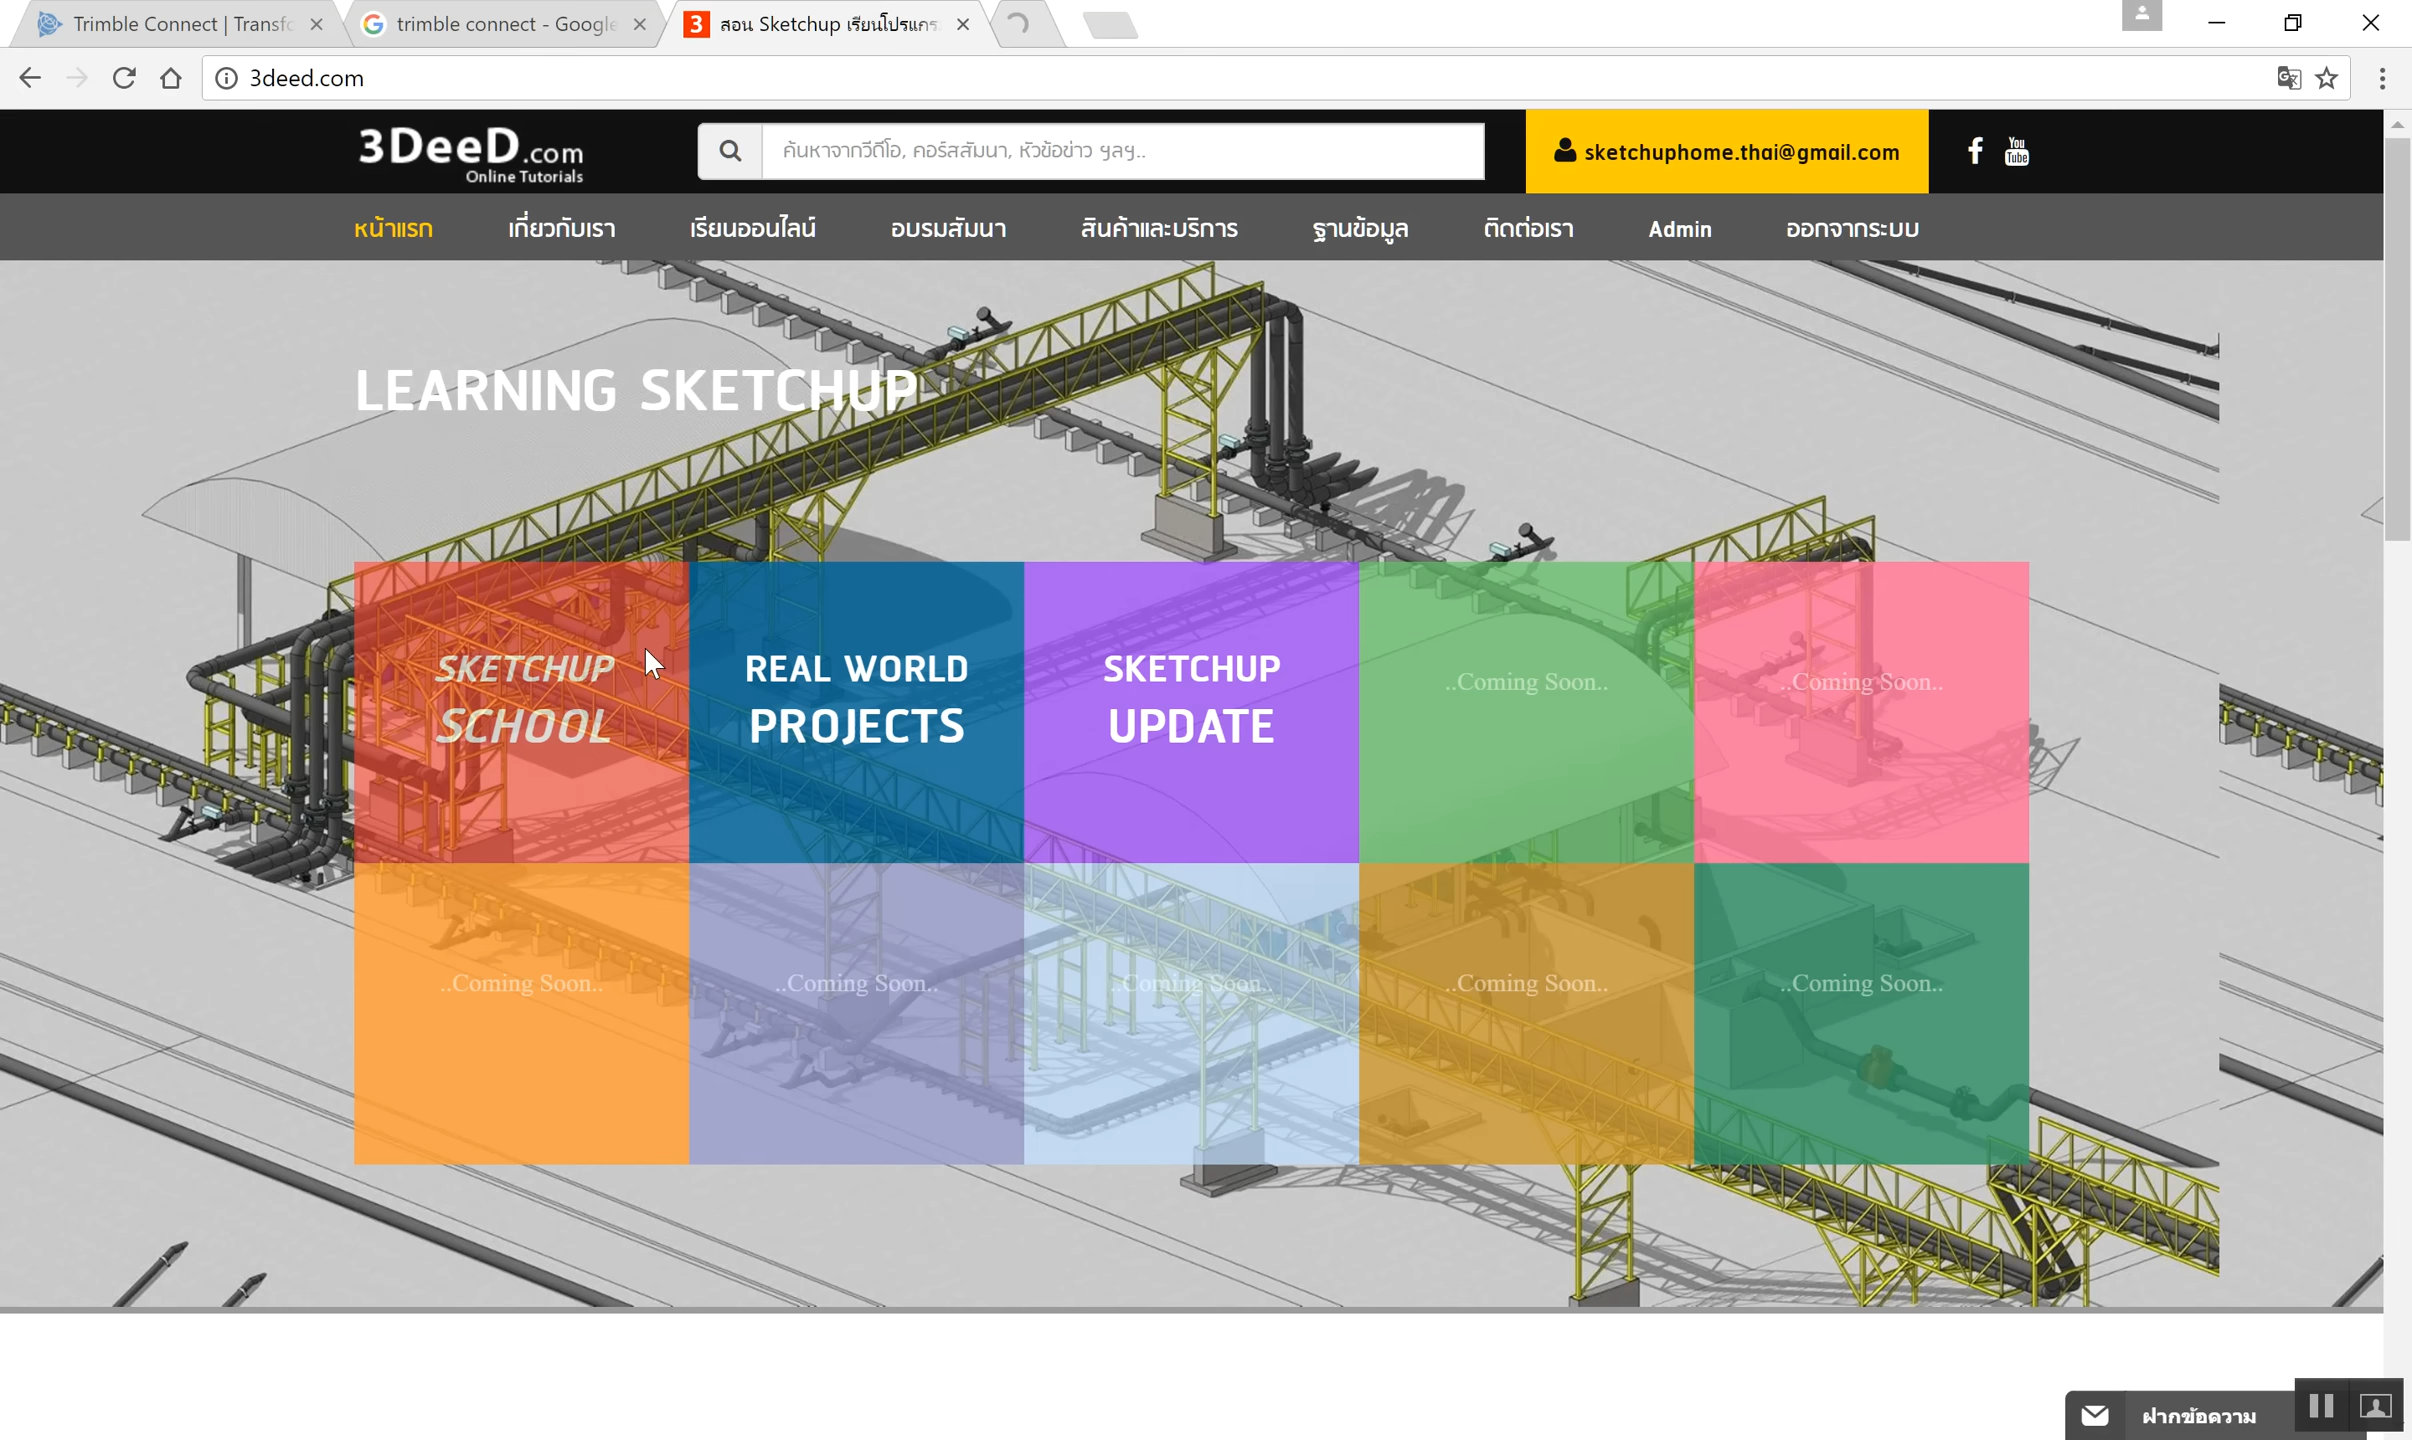 Trimble Connect | Transfo
trimble connect - Google
สอน Sketchup เรียนโปรแกร
3deed.com
3DeeD.com
Online Tutorials
ค้นหาจากวีดีโอ, คอร์สสัมนา, หัวข้อข่าว ฯลฯ..
sketchuphome.thai@gmail.com
You
Tube
หน้าแรก เกี่ยวกับเรา เรียนออนไลน์ อบรมสัมนา สินค้าและบริการ ฐานข้อมูล ติดต่อเรา Admin ออกจากระบบ
LEARNING SKETCHUP
SKETCHUP
SCHOOL
REAL WORLD
PROJECTS
SKETCHUP
UPDATE
..Coming Soon..
..Coming Soon..
..Coming Soon..
..Coming Soon..
..Coming Soon..
..Coming Soon..
..Coming Soon..
ฝากข้อความ